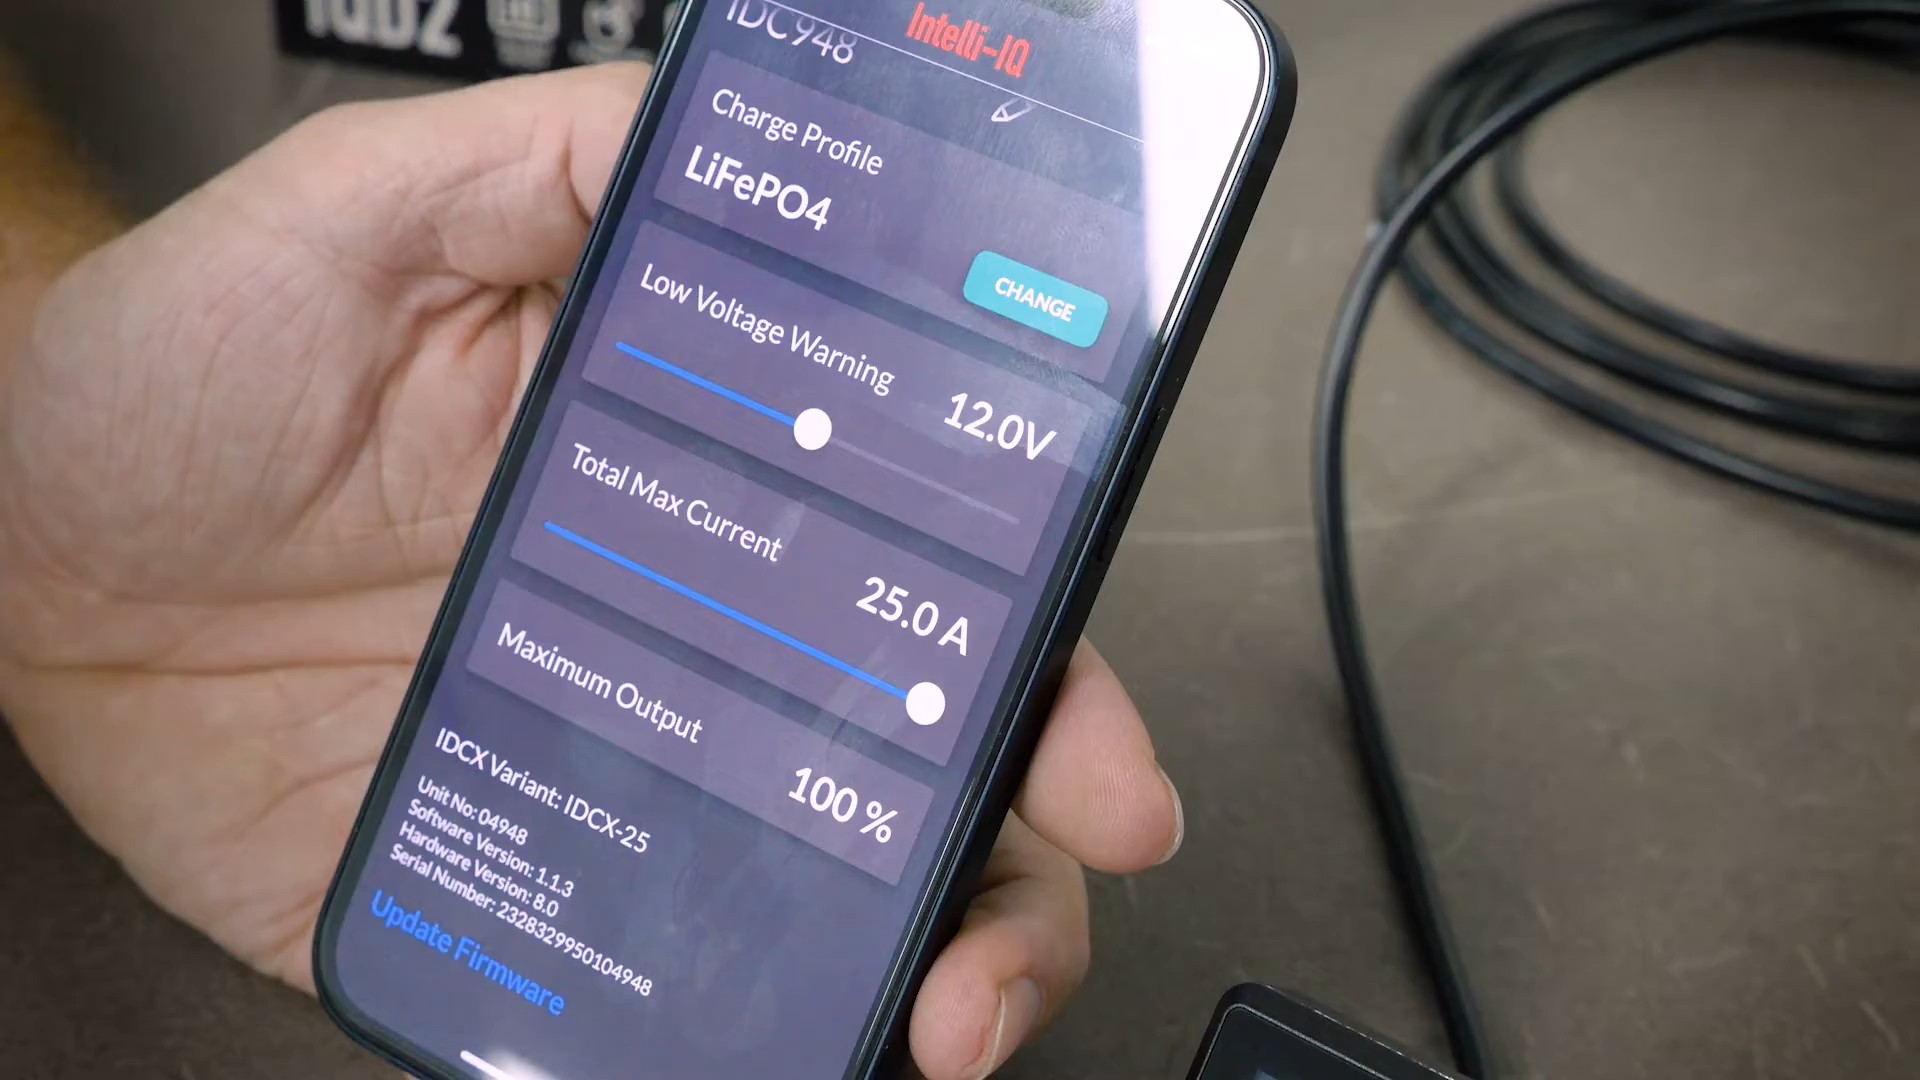 Intelli-IQ
IDC948
Charge Profile
LiFePO4
CHANGE
Low Voltage Warning
12.0V
Total Max Current
25.0 A
Maximum Output
100 %
IDCX Variant: IDCX-25
Unit No: 04948
Software Version: 1.1.3
Hardware Version: 8.0
Serial Number: 2328329950104948
Update Firmware